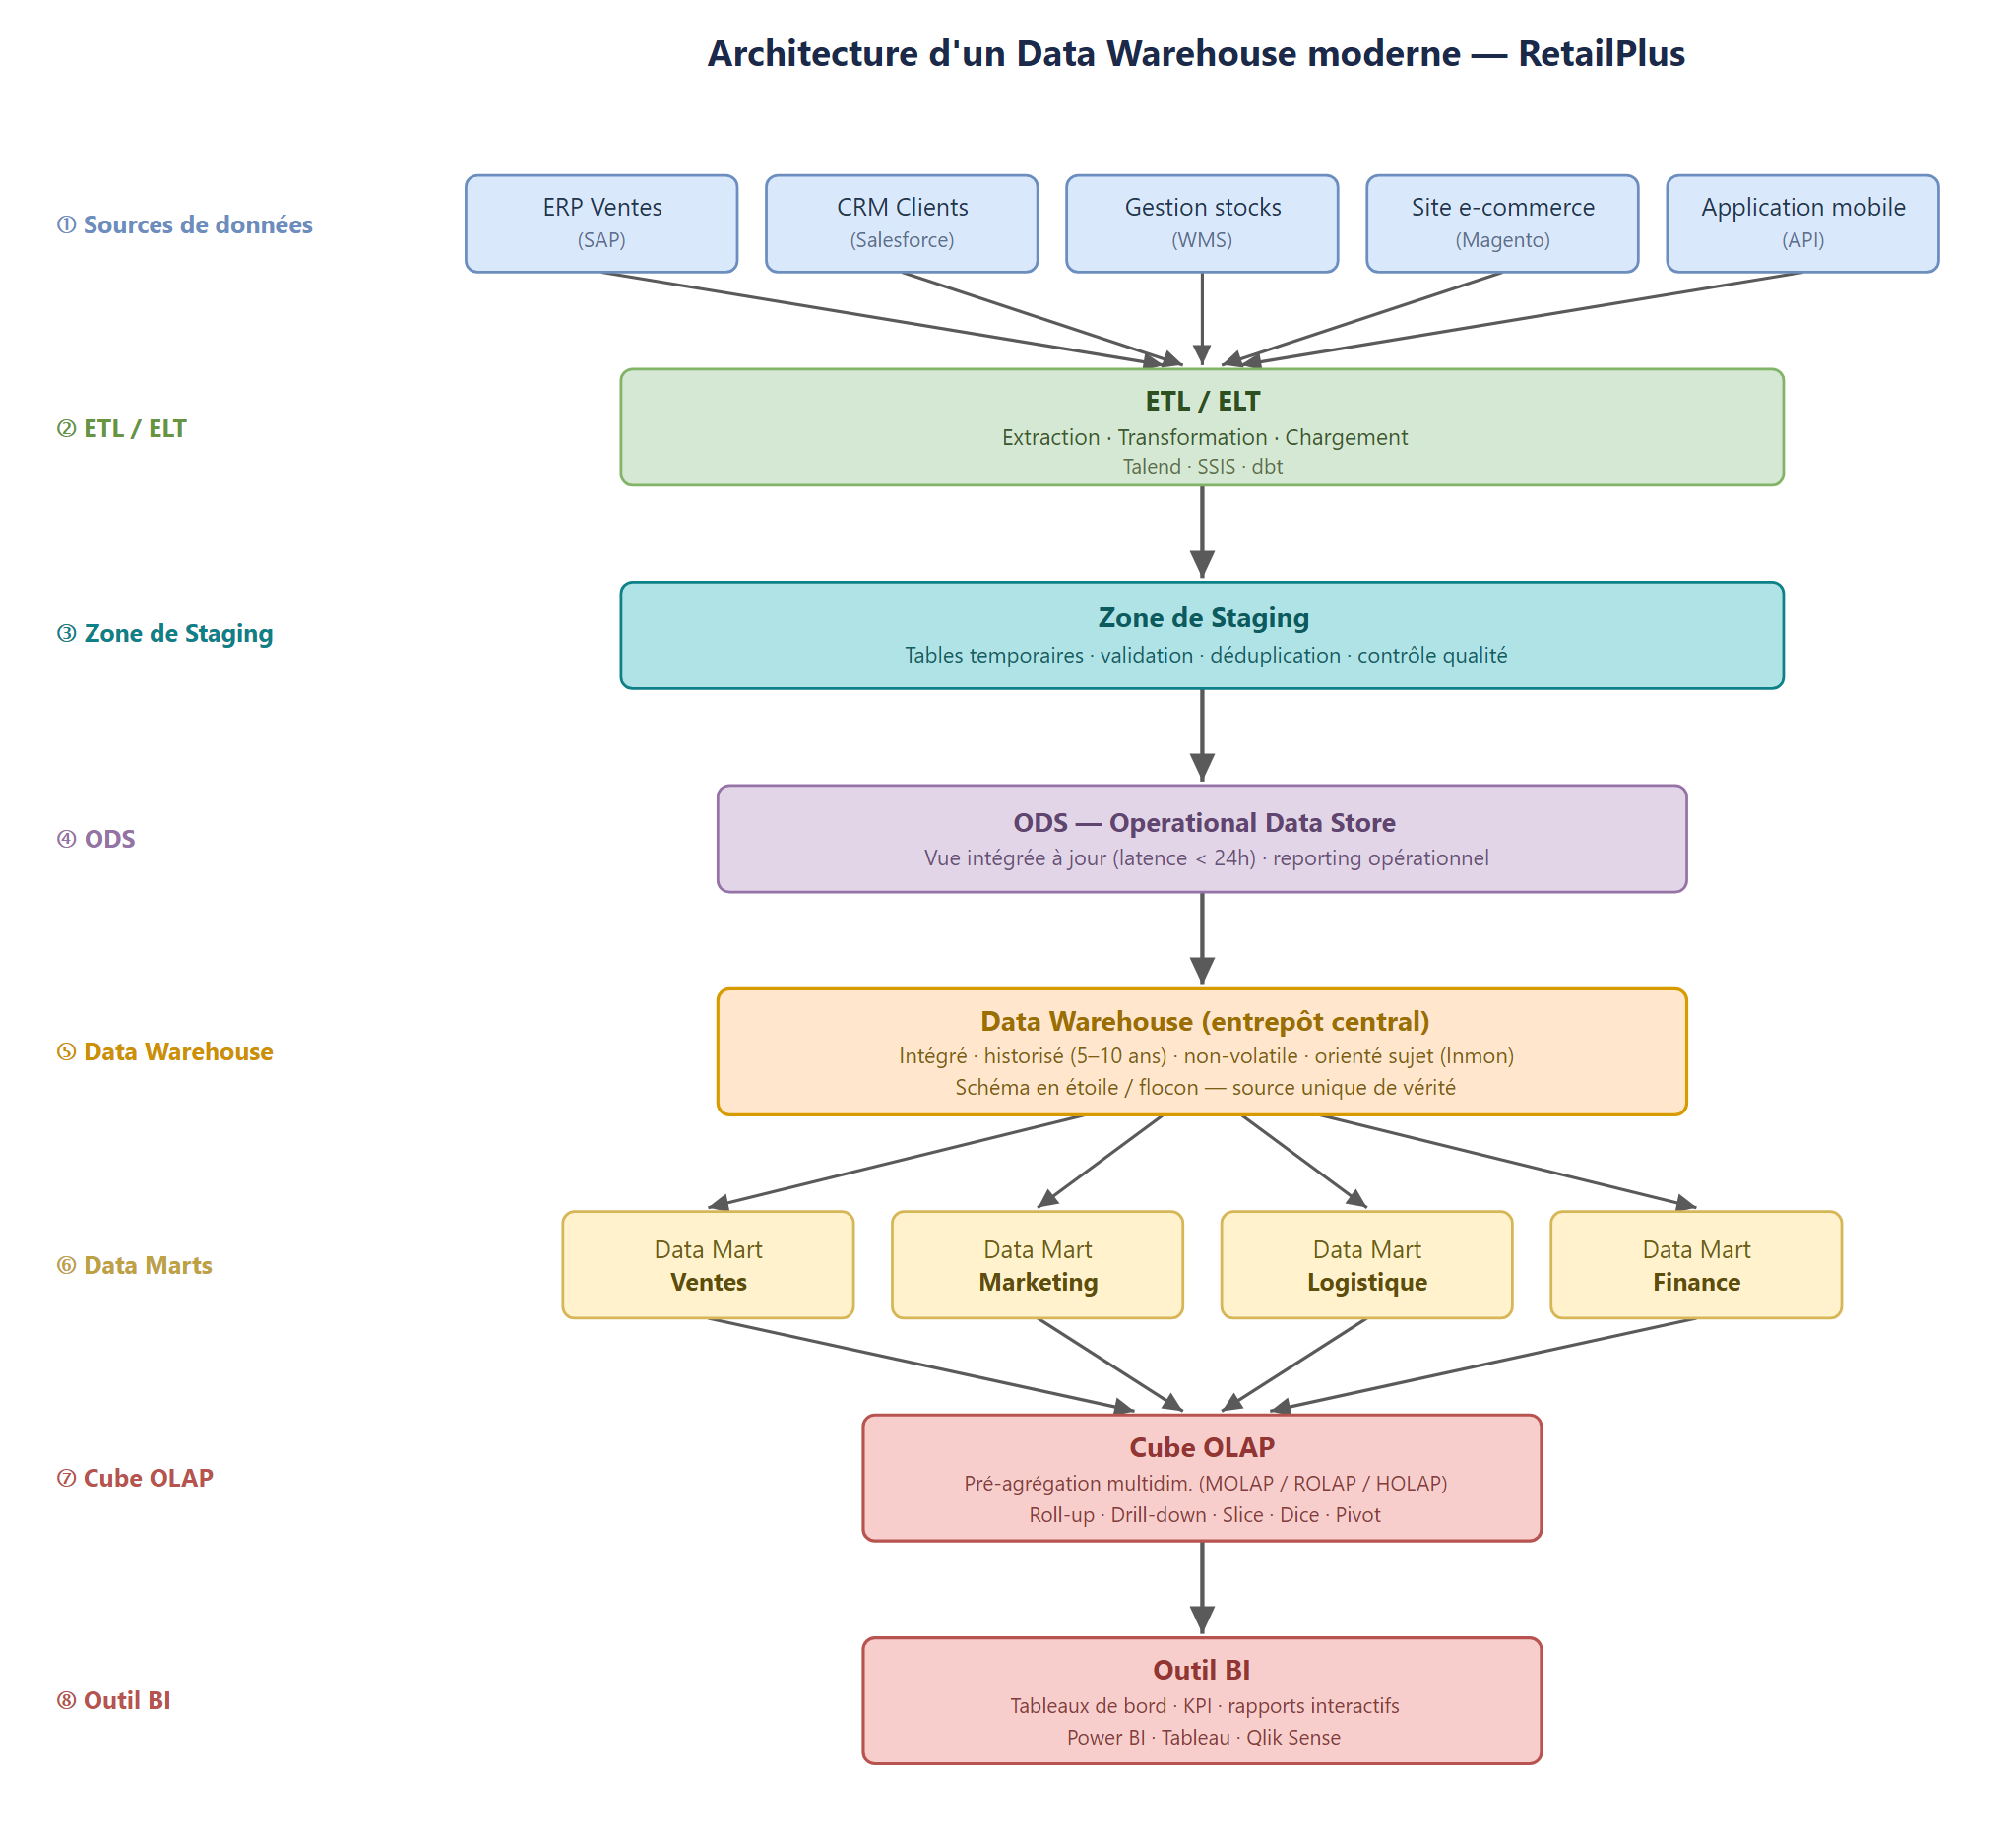 Architecture d'un Data Warehouse moderne — RetailPlus
① Sources de données
ERP Ventes
(SAP)
CRM Clients
(Salesforce)
Gestion stocks
(WMS)
Site e-commerce
(Magento)
Application mobile
(API)
② ETL / ELT
ETL / ELT
Extraction · Transformation · Chargement
Talend · SSIS · dbt
③ Zone de Staging
Zone de Staging
Tables temporaires · validation · déduplication · contrôle qualité
④ ODS
ODS — Operational Data Store
Vue intégrée à jour (latence < 24h) · reporting opérationnel
⑤ Data Warehouse
Data Warehouse (entrepôt central)
Intégré · historisé (5–10 ans) · non-volatile · orienté sujet (Inmon)
Schéma en étoile / flocon — source unique de vérité
⑥ Data Marts
Data Mart
Ventes
Data Mart
Marketing
Data Mart
Logistique
Data Mart
Finance
⑦ Cube OLAP
Cube OLAP
Pré-agrégation multidim. (MOLAP / ROLAP / HOLAP)
Roll-up · Drill-down · Slice · Dice · Pivot
⑧ Outil BI
Outil BI
Tableaux de bord · KPI · rapports interactifs
Power BI · Tableau · Qlik Sense